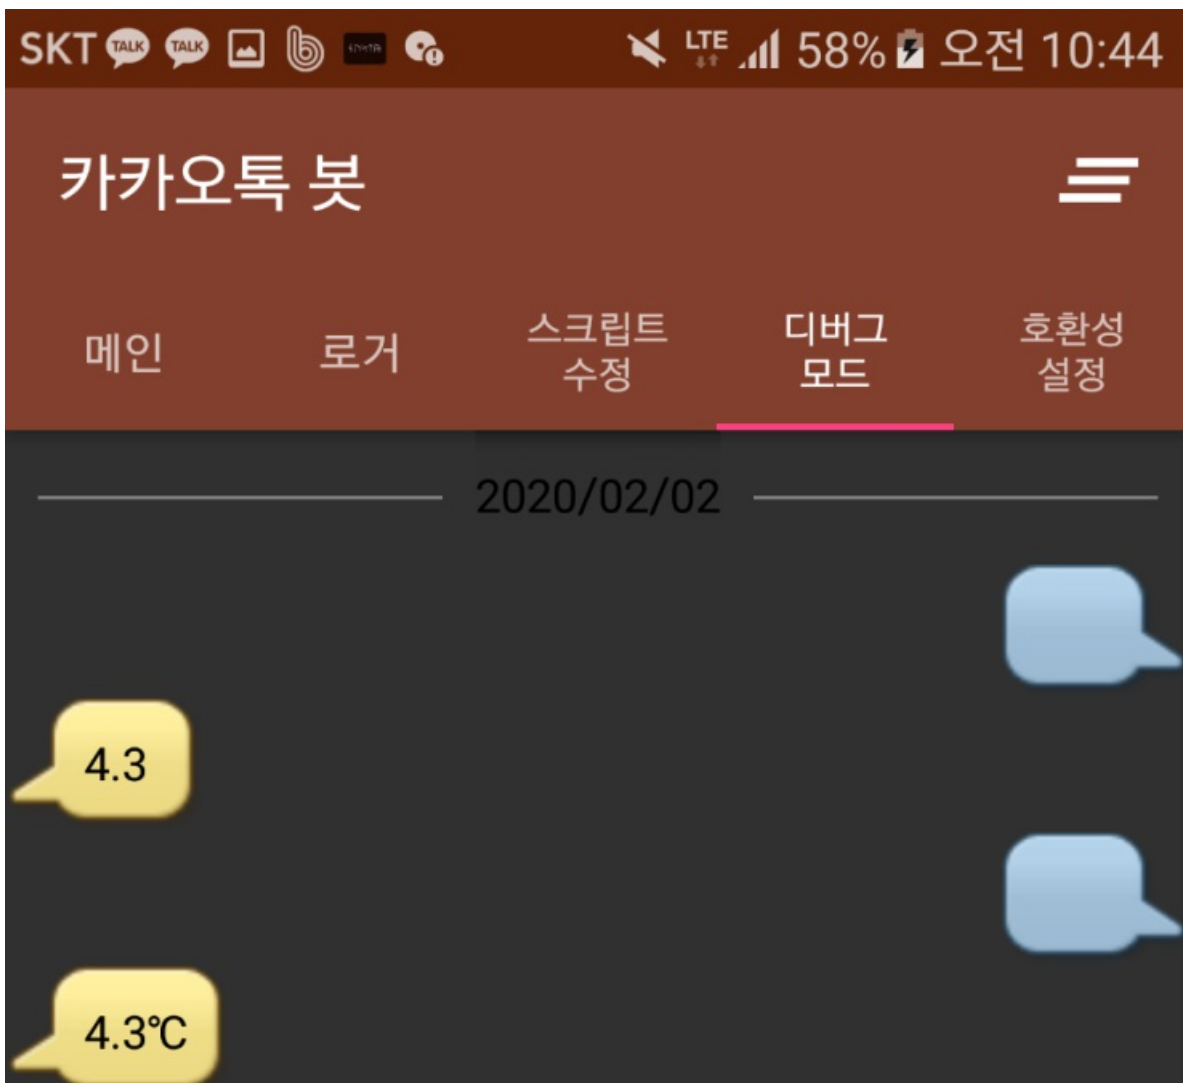 SKT TALK TALK LTE 58% 오전 10:44
카카오톡 봇
메인
로거
스크립트
수정
디버그
모드
호환성
설정
2020/02/02
4.3
4.3℃